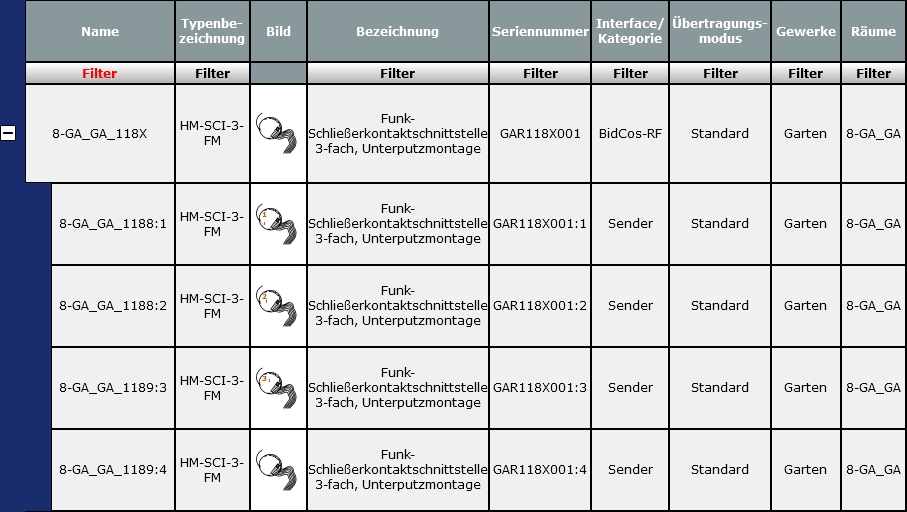 Name Typenbe-zeichnung Bild Bezeichnung Seriennummer Interface/Kategorie Übertragungs-modus Gewerke Räume
Filter Filter Filter Filter Filter Filter Filter Filter
8-GA_GA_118X HM-SCI-3-FM Funk-Schließerkontaktschnittstelle 3-fach, Unterputzmontage GAR118X001 BidCos-RF Standard Garten 8-GA_GA
8-GA_GA_1188:1 HM-SCI-3-FM 1 Funk-Schließerkontaktschnittstelle 3-fach, Unterputzmontage GAR118X001:1 Sender Standard Garten 8-GA_GA
8-GA_GA_1188:2 HM-SCI-3-FM 2 Funk-Schließerkontaktschnittstelle 3-fach, Unterputzmontage GAR118X001:2 Sender Standard Garten 8-GA_GA
8-GA_GA_1189:3 HM-SCI-3-FM 3 Funk-Schließerkontaktschnittstelle 3-fach, Unterputzmontage GAR118X001:3 Sender Standard Garten 8-GA_GA
8-GA_GA_1189:4 HM-SCI-3-FM Funk-Schließerkontaktschnittstelle 3-fach, Unterputzmontage GAR118X001:4 Sender Standard Garten 8-GA_GA